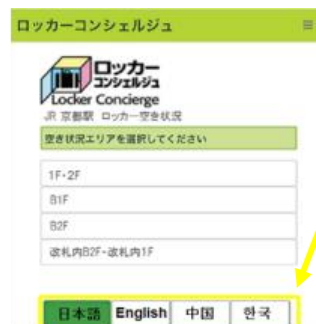 ロッカーコンシェルジュ
ロッカー
コンシェルジュ
Locker Concierge
JR 京都駅 ロッカー空き状況
空き状況エリアを選択してください
1F・2F
B1F
B2F
改札内B2F・改札内1F
日本語 English 中国 한국